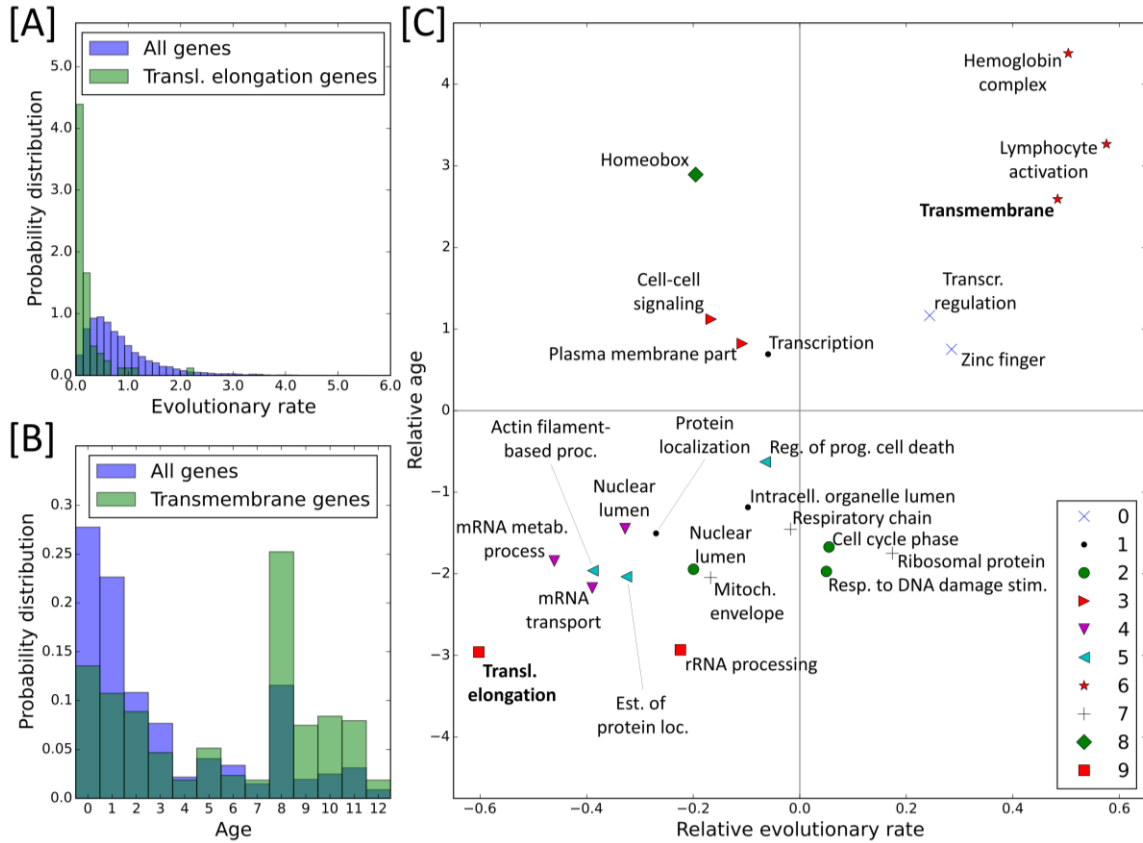 [A]
All genes
Transl. elongation genes
5.0
4.0
3.0
2.0
1.0
0.0
Probability distribution
0.0 1.0 2.0 3.0 4.0 5.0 6.0
Evolutionary rate
[B]
All genes
Transmembrane genes
0.3
0.25
0.20
0.15
0.10
0.05
0.0
Probability distribution
0 1 2 3 4 5 6 7 8 9 10 11 12
Age
[C]
4
3
2
1
0
−1
−2
−3
−4
Relative age
Hemoglobin
complex
Lymphocyte
activation
Transmembrane
Homeobox
Transcr.
regulation
Zinc finger
Cell-cell
signaling
Plasma membrane part
Transcription
Actin filament-
based proc.
Protein
localization
Reg. of prog. cell death
Nuclear
lumen
Intracell. organelle lumen
Respiratory chain
mRNA metab.
process
Nuclear
lumen
Cell cycle phase
Ribosomal protein
Resp. to DNA damage stim.
mRNA
transport
Mitoch.
envelope
Transl.
elongation
rRNA processing
Est. of
protein loc.
0
1
2
3
4
5
6
7
8
9
−0.6 −0.4 −0.2 0.0 0.2 0.4 0.6
Relative evolutionary rate